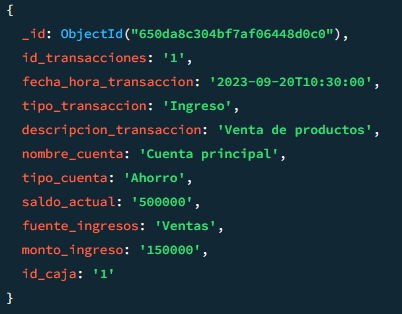 {
_id: ObjectId("650da8c304bf7af06448d0c0"),
id_transacciones: '1',
fecha_hora_transaccion: '2023-09-20T10:30:00',
tipo_transaccion: 'Ingreso',
descripcion_transaccion: 'Venta de productos',
nombre_cuenta: 'Cuenta principal',
tipo_cuenta: 'Ahorro',
saldo_actual: '500000',
fuente_ingresos: 'Ventas',
monto_ingreso: '150000',
id_caja: '1'
}